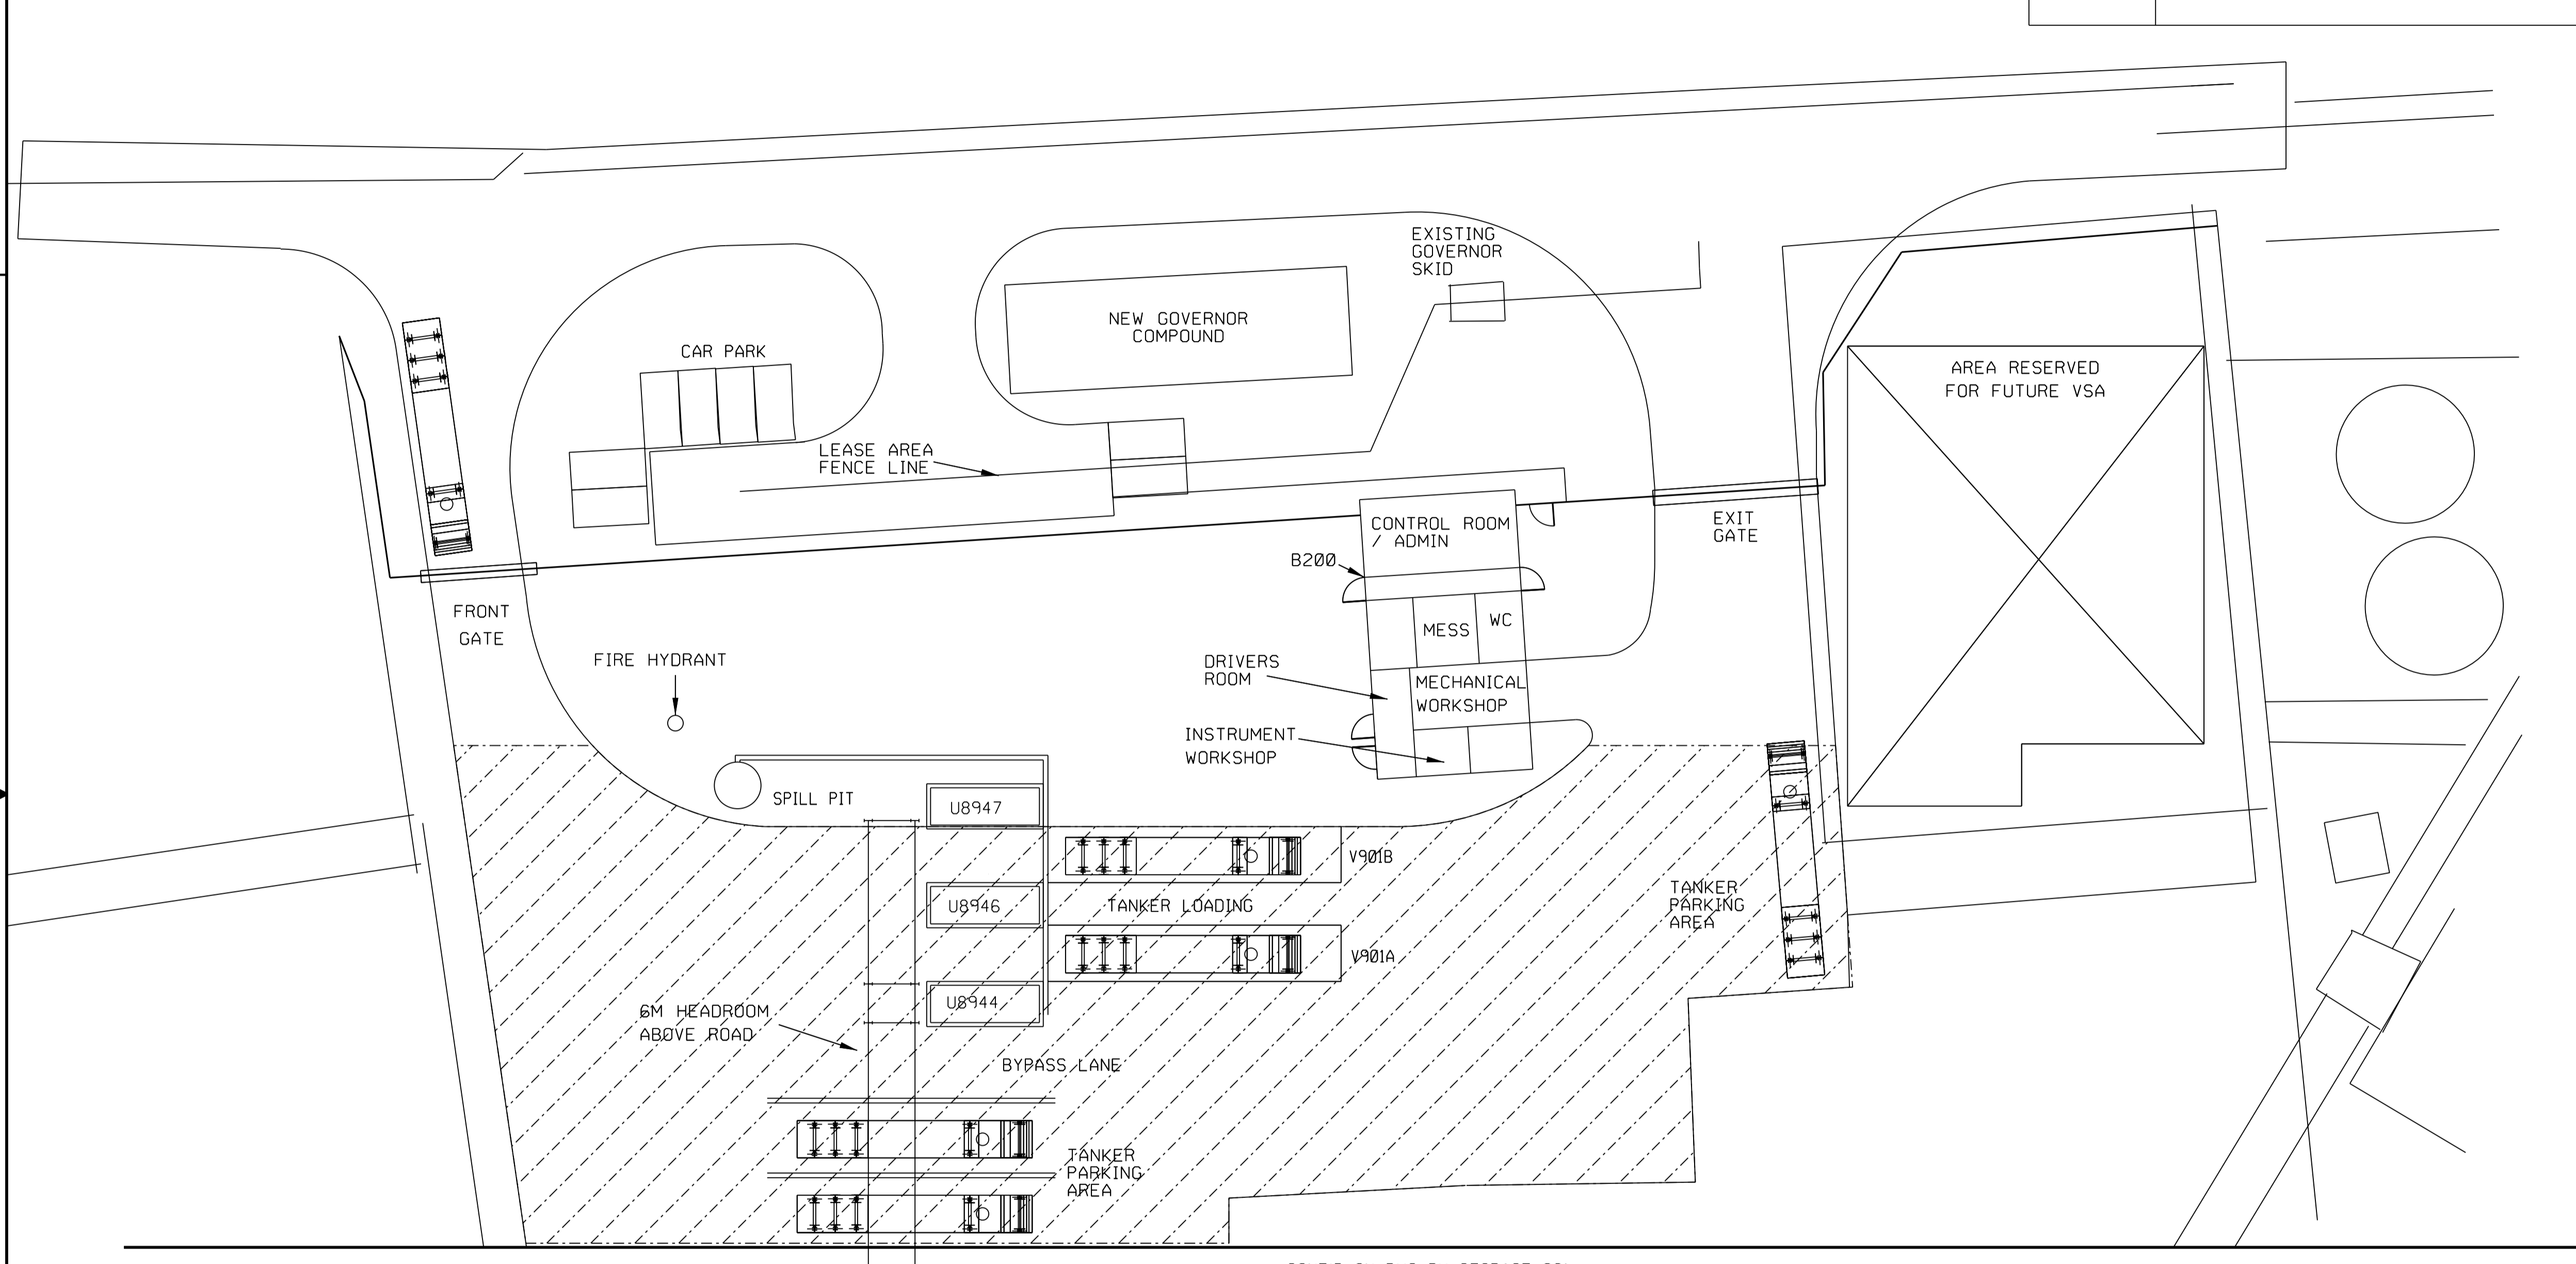 EXISTING
GOVERNOR
SKID
NEW GOVERNOR
COMPOUND
CAR PARK
AREA RESERVED
FOR FUTURE VSA
LEASE AREA
FENCE LINE
CONTROL ROOM
/ ADMIN
EXIT
GATE
B200
FRONT
GATE
MESS
WC
FIRE HYDRANT
DRIVERS
ROOM
MECHANICAL
WORKSHOP
INSTRUMENT
WORKSHOP
SPILL PIT
U8947
V901B
U8946
TANKER LOADING
TANKER
PARKING
AREA
V901A
U8944
6M HEADROOM
ABOVE ROAD
BYPASS LANE
TANKER
PARKING
AREA